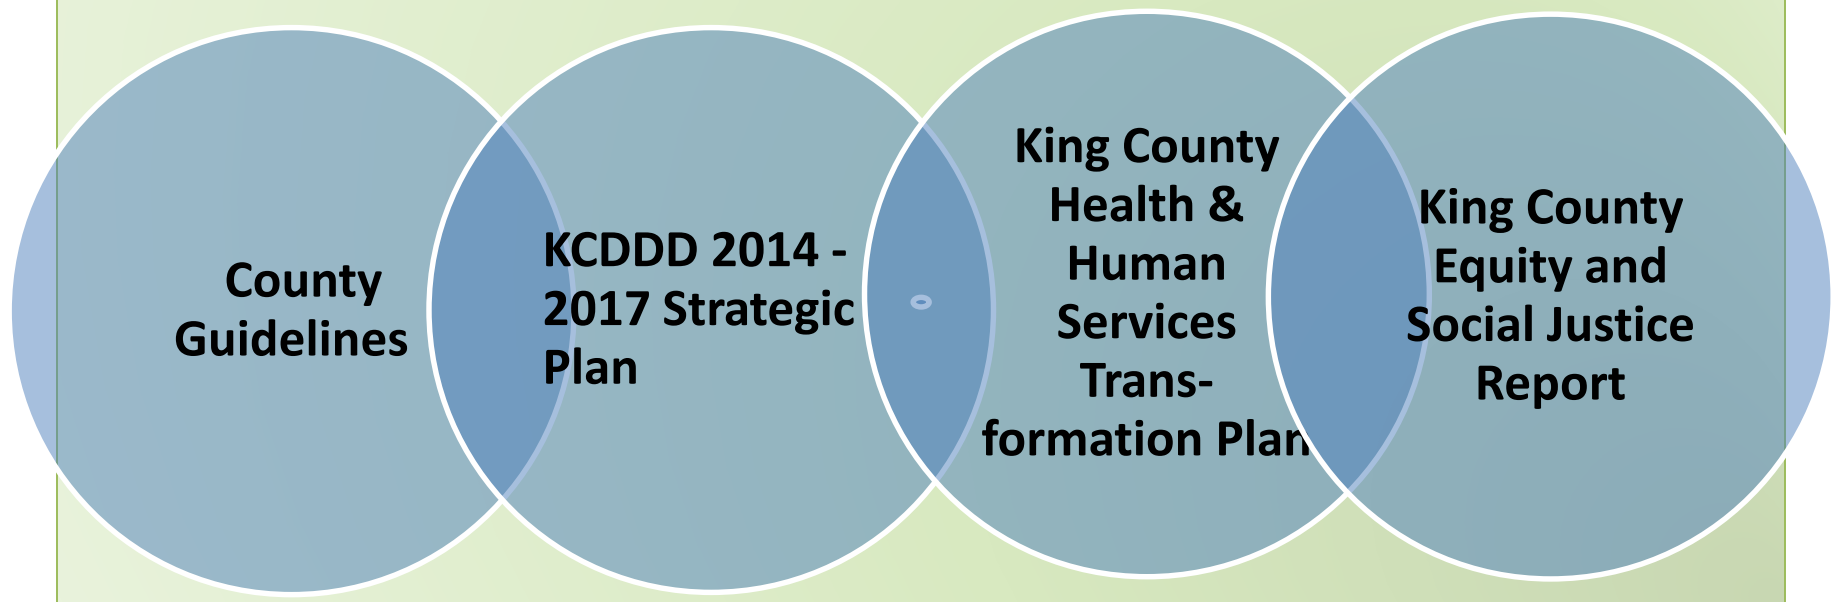 County
Guidelines
KCDDD 2014 -
2017 Strategic
Plan
King County
Health &
Human
Services
Trans-
formation Plan
King County
Equity and
Social Justice
Report